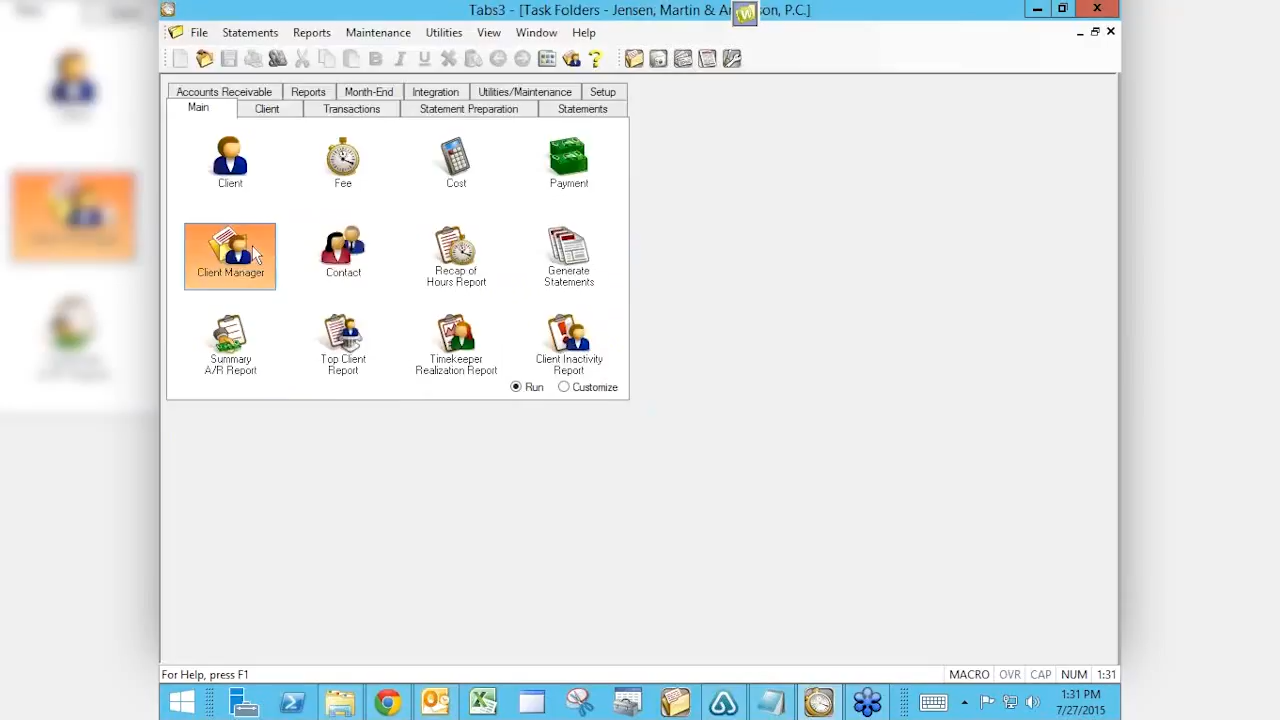 Tabs3 - [Task Folders - Jensen, Martin & An    on, P.C.]
File Statements Reports Maintenance Utilities View Window Help
Accounts Receivable Reports Month-End Integration Utilities/Maintenance Setup
Main Client Transactions Statement Preparation Statements
Client Fee Cost Payment
Client Manager Contact Recap of Hours Report Generate Statements
Summary A/R Report Top Client Report Timekeeper Realization Report Client Inactivity Report
Run Customize
For Help, press F1 MACRO OVR CAP NUM 1:31
1:31 PM
7/27/2015